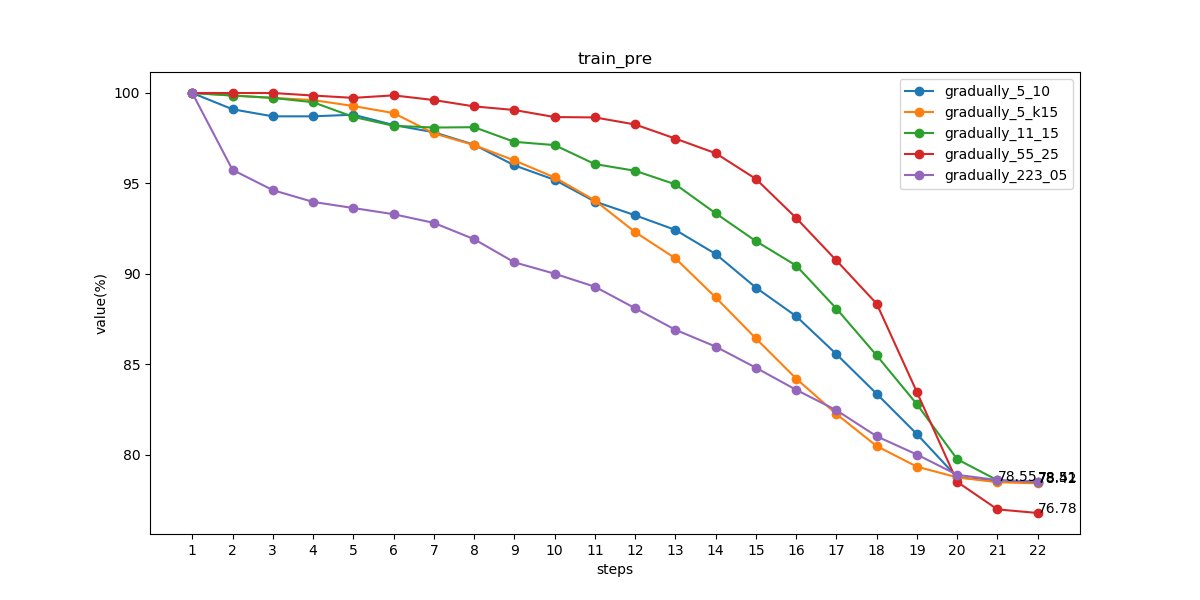 train_pre
100
95
90
85
80
value(%)
gradually_5_10
gradually_5_k15
gradually_11_15
gradually_55_25
gradually_223_05
78.55
76.78
1 2 3 4 5 6 7 8 9 10 11 12 13 14 15 16 17 18 19 20 21 22
steps